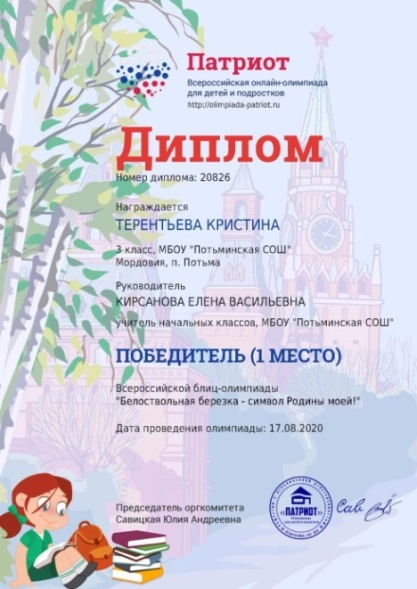 Патриот
Всероссийская онлайн-олимпиада
для детей и подростков
http://olimpiada-patriot.ru
Диплом
Номер диплома: 20826
Награждается
ТЕРЕНТЬЕВА КРИСТИНА
3 класс, МБОУ "Потьминская СОШ"
Мордовия, п. Потьма
Руководитель
КИРСАНОВА ЕЛЕНА ВАСИЛЬЕВНА
учитель начальных классов, МБОУ "Потьминская СОШ"
ПОБЕДИТЕЛЬ (1 МЕСТО)
Всероссийской блиц-олимпиады
"Белоствольная березка - символ Родины моей!"
Дата проведения олимпиады: 17.08.2020
Председатель оргкомитета
Савицкая Юлия Андреевна
«ПАТРИОТ»